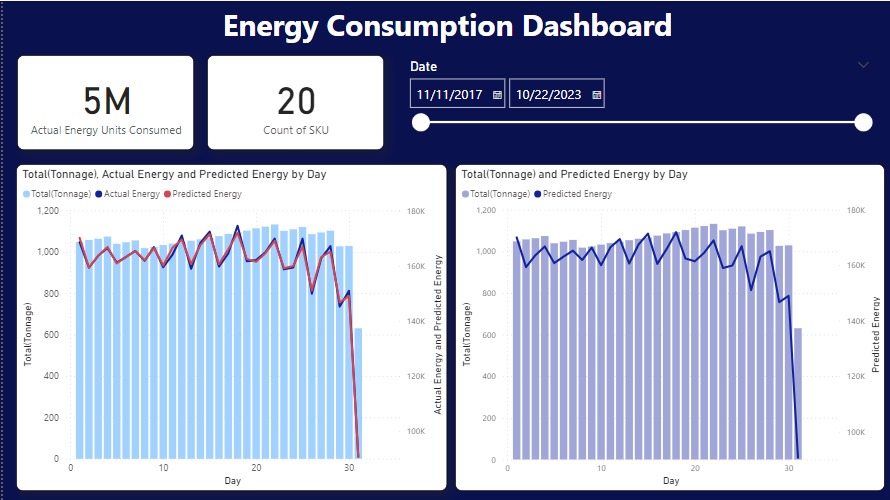 Energy Consumption Dashboard
5M
Actual Energy Units Consumed
20
Count of SKU
Date
11/11/2017 10/22/2023
Total(Tonnage), Actual Energy and Predicted Energy by Day
Total(Tonnage) Actual Energy Predicted Energy
1,200
1,000
800
600
400
200
0
Total(Tonnage)
180K
160K
140K
120K
100K
Actual Energy and Predicted Energy
0 10 20 30
Day
Total(Tonnage) and Predicted Energy by Day
Total(Tonnage) Predicted Energy
1,200
1,000
800
600
400
200
0
Total(Tonnage)
180K
160K
140K
120K
100K
Predicted Energy
0 10 20 30
Day